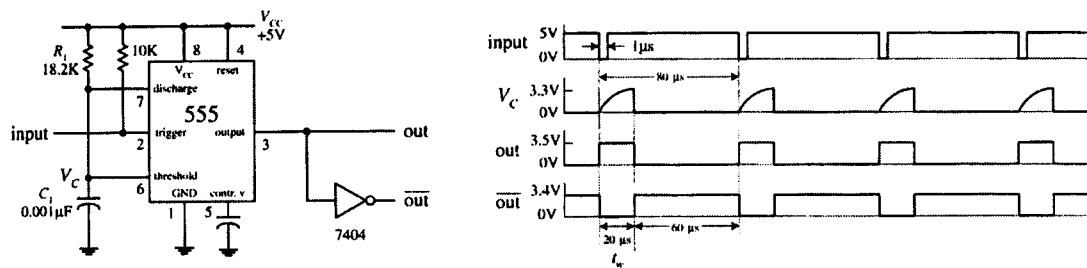 V_CC
+5V
R_1
18.2K
10K
8
4
V_CC
reset
7
discharge
555
input
trigger
output
out
2
3
V_C
threshold
6
C_1
0.001μF
GND
contr. v
1
5
7404
out
input
5V
0V
1μs
80 μs
V_C
3.3V
0V
out
3.5V
0V
out
3.4V
0V
20 μs
60 μs
t_w